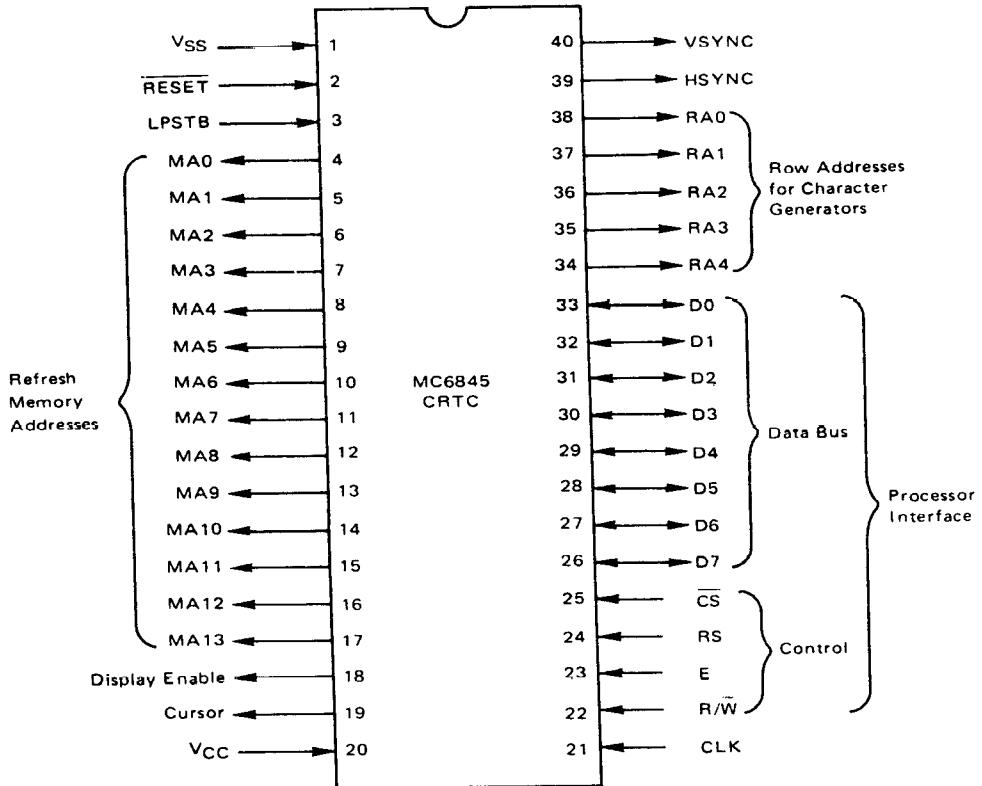 VSS 1 40 VSYNC
RESET 2 39 HSYNC
LPSTB 3 38 RA0
MA0 4 37 RA1
MA1 5 36 RA2
MA2 6 35 RA3
MA3 7 34 RA4
Row Addresses
for Character
Generators
MA4 8 33 D0
MA5 9 32 D1
MA6 10 31 D2
MA7 11 30 D3
MA8 12 29 D4
MA9 13 28 D5
MA10 14 27 D6
MA11 15 26 D7
Refresh
Memory
Addresses
MC6845
CRTC
Data Bus
Processor
Interface
MA12 16 25 CS
MA13 17 24 RS
Display Enable 18 23 E
Cursor 19 22 R/W
Control
VCC 20 21 CLK